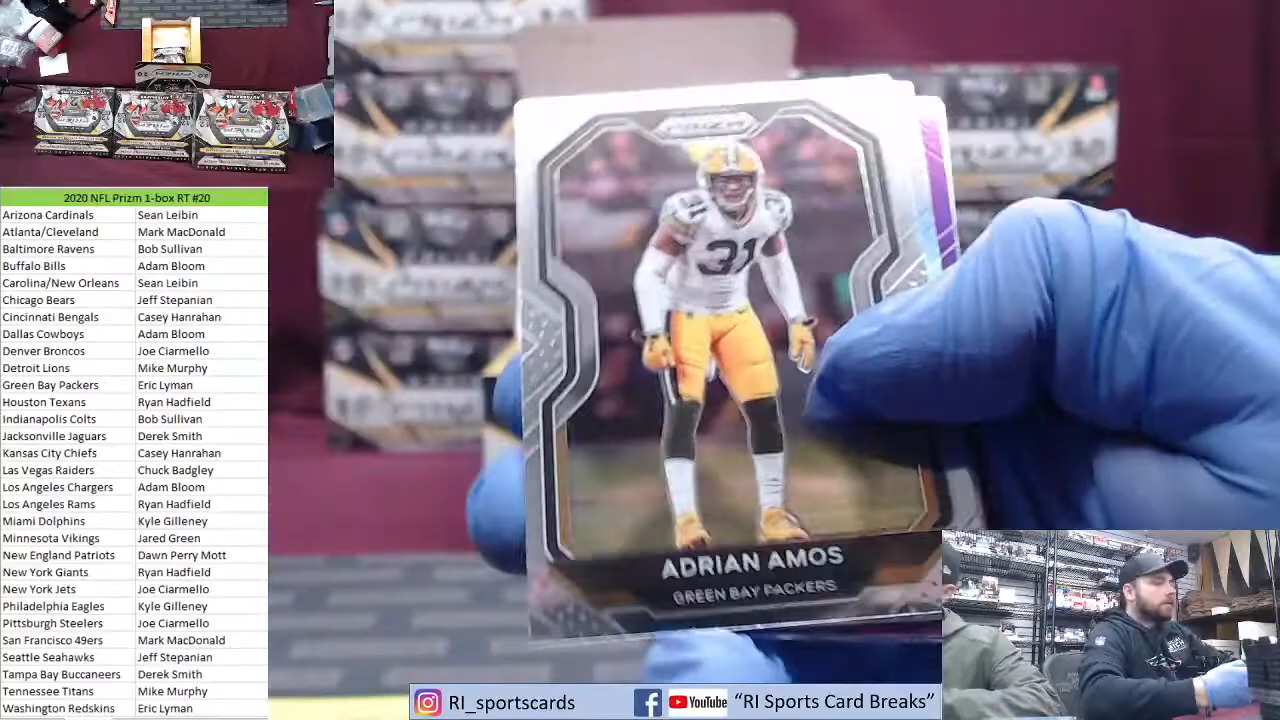 2020 NFL Prizm 1-box RT #20
Arizona Cardinals Sean Leibin
Atlanta/Cleveland Mark MacDonald
Baltimore Ravens Bob Sullivan
Buffalo Bills Adam Bloom
Carolina/New Orleans Sean Leibin
Chicago Bears Jeff Stepanian
Cincinnati Bengals Casey Hanrahan
Dallas Cowboys Adam Bloom
Denver Broncos Joe Ciarmello
Detroit Lions Mike Murphy
Green Bay Packers Eric Lyman
Houston Texans Ryan Hadfield
Indianapolis Colts Bob Sullivan
Jacksonville Jaguars Derek Smith
Kansas City Chiefs Casey Hanrahan
Las Vegas Raiders Chuck Badgley
Los Angeles Chargers Adam Bloom
Los Angeles Rams Ryan Hadfield
Miami Dolphins Kyle Gilleney
Minnesota Vikings Jared Green
New England Patriots Dawn Perry Mott
New York Giants Ryan Hadfield
New York Jets Joe Ciarmello
Philadelphia Eagles Kyle Gilleney
Pittsburgh Steelers Joe Ciarmello
San Francisco 49ers Mark MacDonald
Seattle Seahawks Jeff Stepanian
Tampa Bay Buccaneers Derek Smith
Tennessee Titans Mike Murphy
Washington Redskins Eric Lyman
PRIZM
31
ADRIAN AMOS
GREEN BAY PACKERS
RI_sportscards
YouTube
"RI Sports Card Breaks"